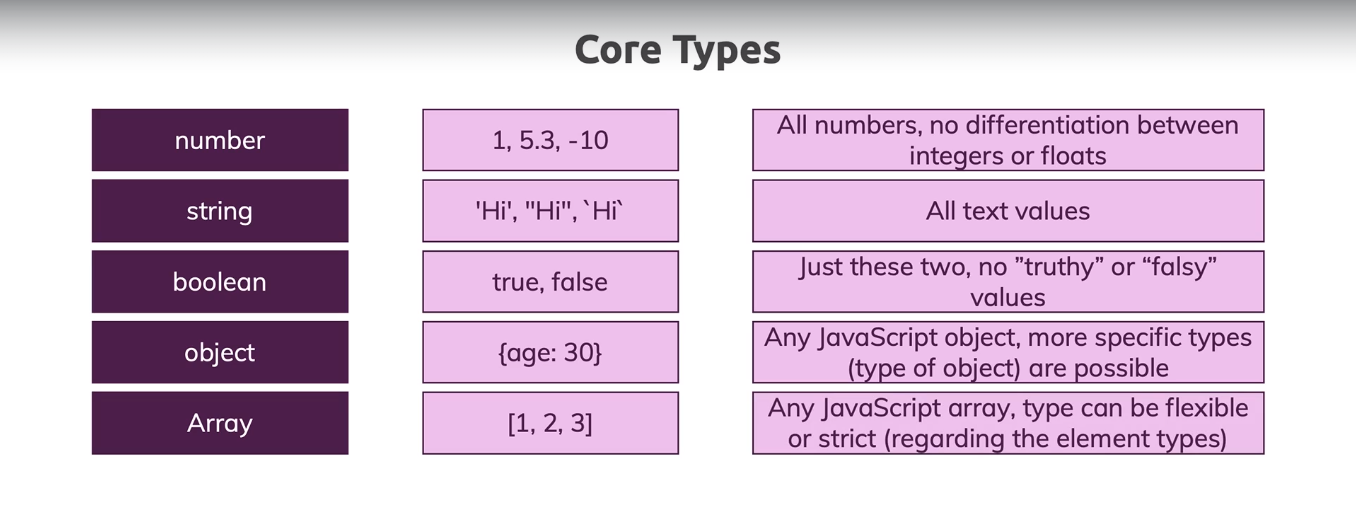 Core Types
number
1, 5.3, -10
All numbers, no differentiation between
integers or floats
string
'Hi', "Hi", `Hi`
All text values
boolean
true, false
Just these two, no ”truthy” or “falsy”
values
object
{age: 30}
Any JavaScript object, more specific types
(type of object) are possible
Array
[1, 2, 3]
Any JavaScript array, type can be flexible
or strict (regarding the element types)